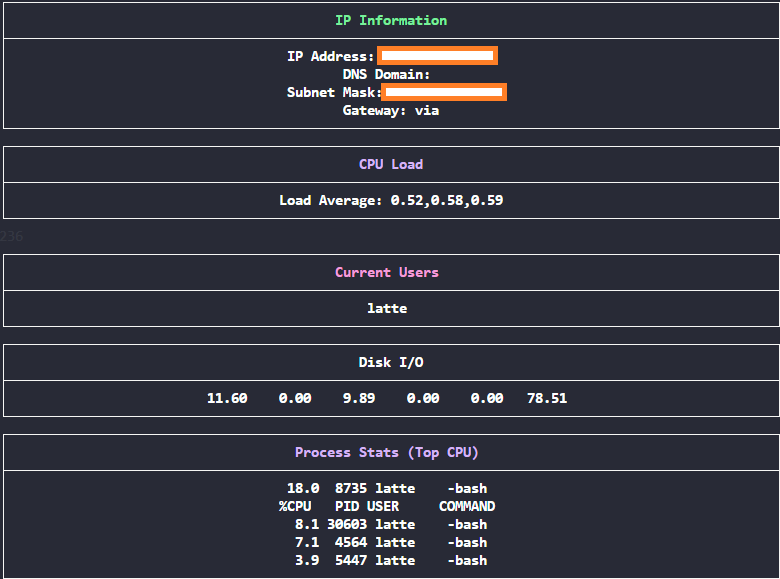 IP Information
IP Address:
DNS Domain:
Subnet Mask:
Gateway: via
CPU Load
Load Average: 0.52,0.58,0.59
236
Current Users
latte
Disk I/O
11.60 0.00 9.89 0.00 0.00 78.51
Process Stats (Top CPU)
18.0 8735 latte -bash
%CPU PID USER COMMAND
8.1 30603 latte -bash
7.1 4564 latte -bash
3.9 5447 latte -bash